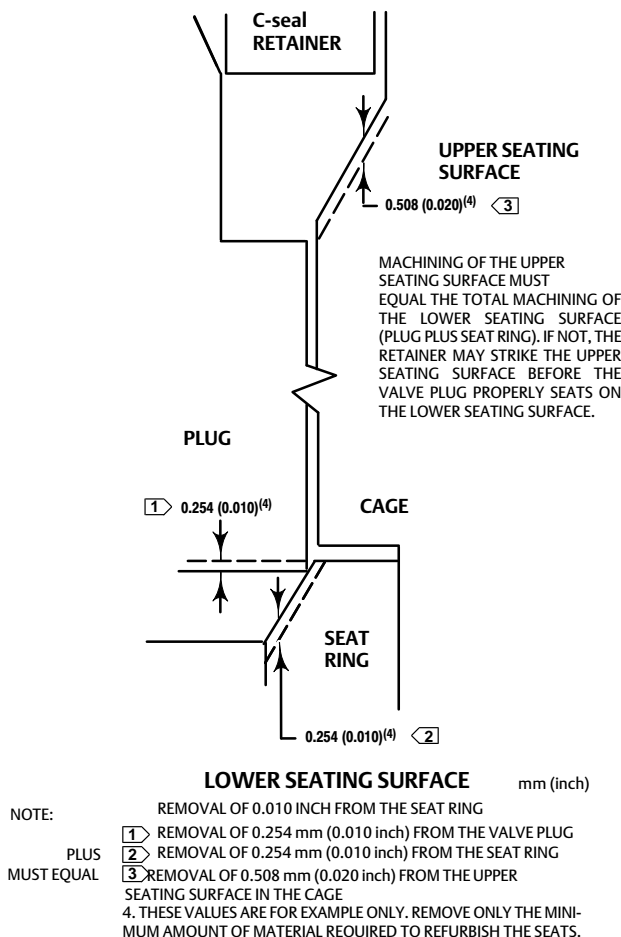 C-seal
RETAINER
UPPER SEATING
SURFACE
0.508 (0.020)(4) 3
MACHINING OF THE UPPER
SEATING SURFACE MUST
EQUAL THE TOTAL MACHINING OF
THE LOWER SEATING SURFACE
(PLUG PLUS SEAT RING). IF NOT, THE
RETAINER MAY STRIKE THE UPPER
SEATING SURFACE BEFORE THE
VALVE PLUG PROPERLY SEATS ON
THE LOWER SEATING SURFACE.
PLUG
1 0.254 (0.010)(4)
CAGE
SEAT
RING
0.254 (0.010)(4) 2
LOWER SEATING SURFACE mm (inch)
NOTE: REMOVAL OF 0.010 INCH FROM THE SEAT RING
1 REMOVAL OF 0.254 mm (0.010 inch) FROM THE VALVE PLUG
PLUS 2 REMOVAL OF 0.254 mm (0.010 inch) FROM THE SEAT RING
MUST EQUAL 3 REMOVAL OF 0.508 mm (0.020 inch) FROM THE UPPER
SEATING SURFACE IN THE CAGE
4. THESE VALUES ARE FOR EXAMPLE ONLY. REMOVE ONLY THE MINI-
MUM AMOUNT OF MATERIAL REQUIRED TO REFURBISH THE SEATS.